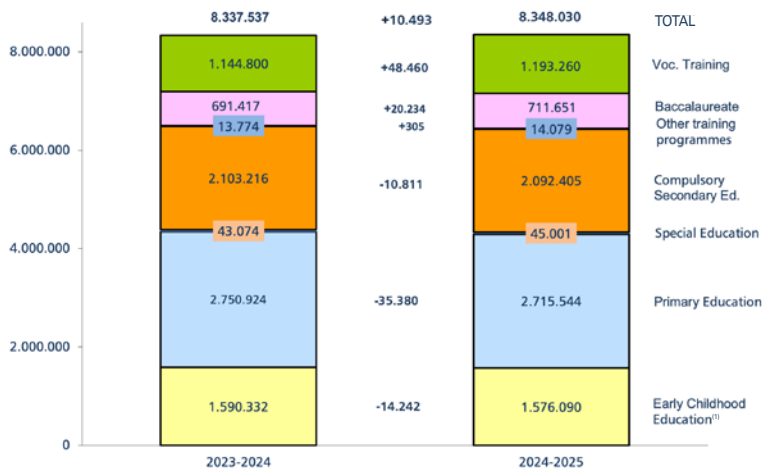 8.337.537 +10.493 8.348.030 TOTAL
8.000.000
1.144.800 +48.460 1.193.260 Voc. Training
691.417 +20.234 711.651 Baccalaureate
13.774 +305 14.079 Other training
programmes
6.000.000
2.103.216 -10.811 2.092.405 Compulsory
Secondary Ed.
43.074 45.001 Special Education
4.000.000
2.750.924 -35.380 2.715.544 Primary Education
2.000.000
1.590.332 -14.242 1.576.090 Early Childhood
Education(1)
0
2023-2024 2024-2025